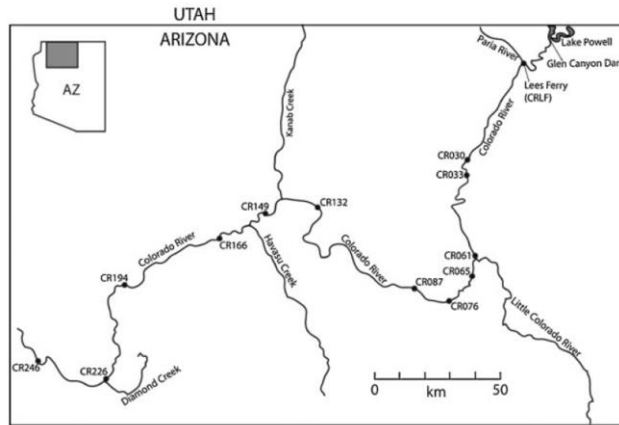 UTAH
ARIZONA
AZ
Paria River
Lake Powell
Glen Canyon Dam
Lees Ferry
(CRLF)
Colorado River
Kanab Creek
CR030
CR033
CR149
CR132
CR166
Colorado River
Havasu Creek
Colorado River
CR061
CR065
CR194
CR087
CR076
Little Colorado River
CR246
CR226
Diamond Creek
0 50
km